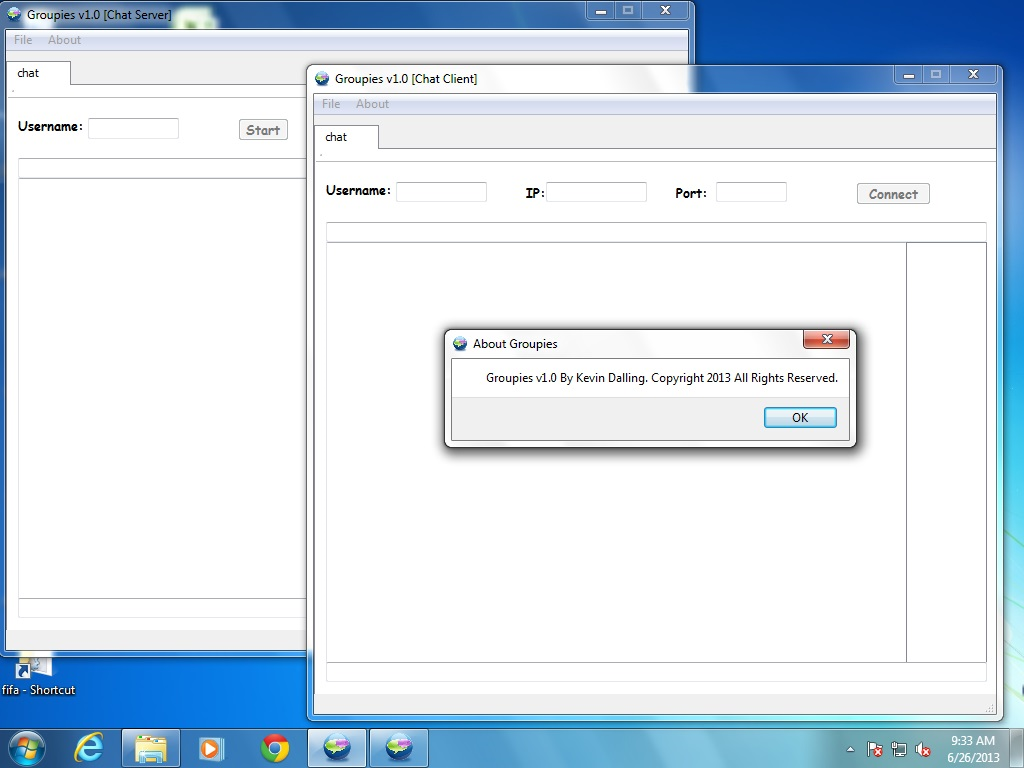 Groupies v1.0 [Chat Server]
File About
chat
Username:
Start
Groupies v1.0 [Chat Client]
File About
chat
Username: IP: Port: Connect
About Groupies
Groupies v1.0 By Kevin Dalling. Copyright 2013 All Rights Reserved.
OK
fifa - Shortcut
9:33 AM
6/26/2013